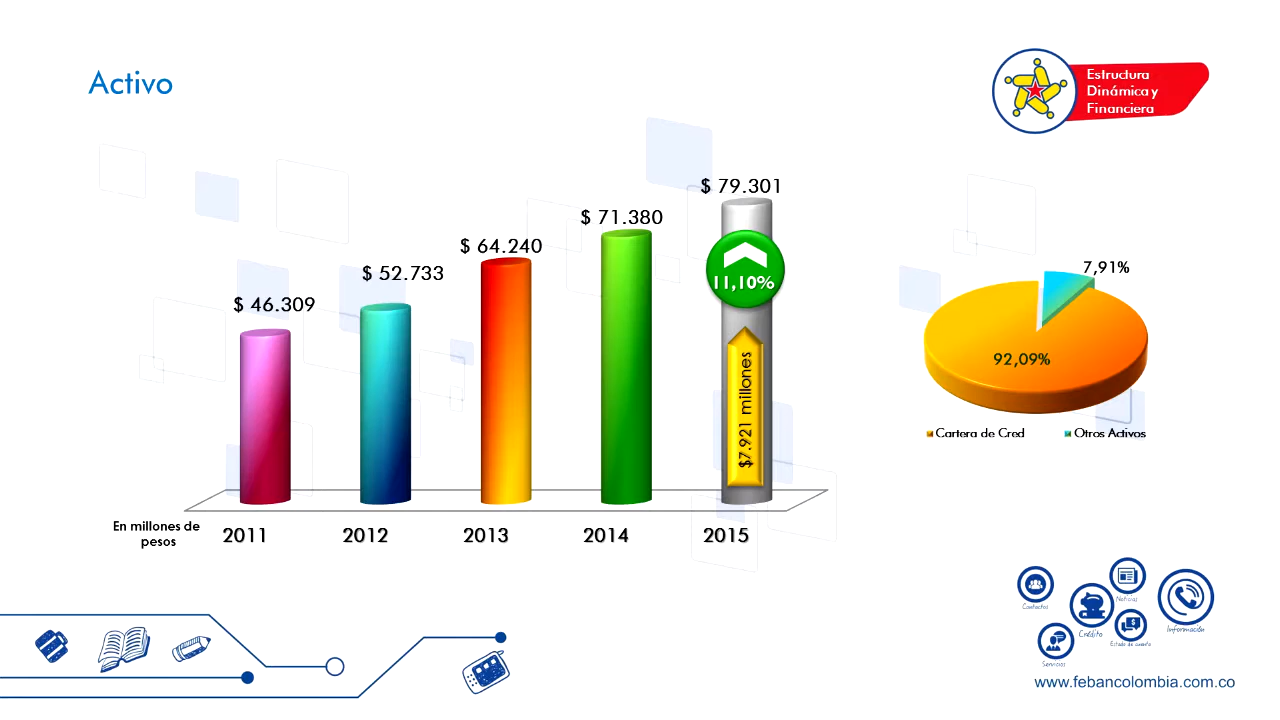 Activo
Estructura
Dinámica y
Financiera
$ 79.301
$ 71.380
$ 64.240
$ 52.733
$ 46.309
11,10%
$7.921 millones
7,91%
92,09%
Cartera de Cred
Otros Activos
En millones de
pesos
2011
2012
2013
2014
2015
Contactos
Noticias
Crédito
Información
Estado de cuenta
Servicios
www.febancolombia.com.co